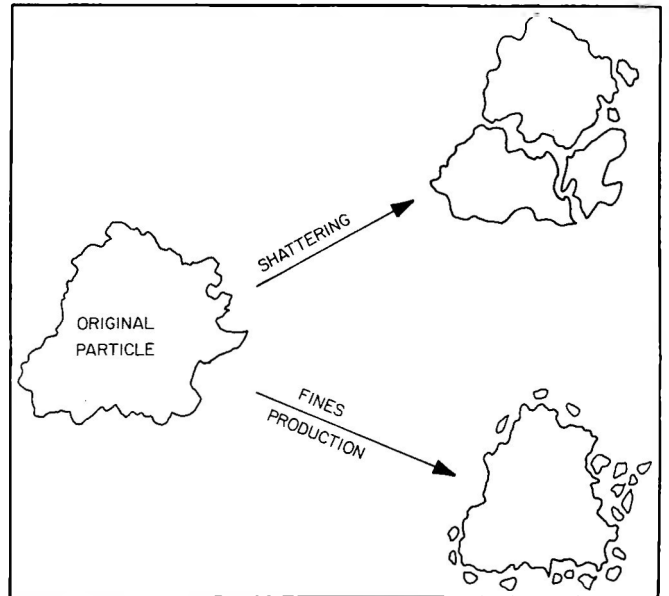 SHATTERING
ORIGINAL
PARTICLE
FINES
PRODUCTION